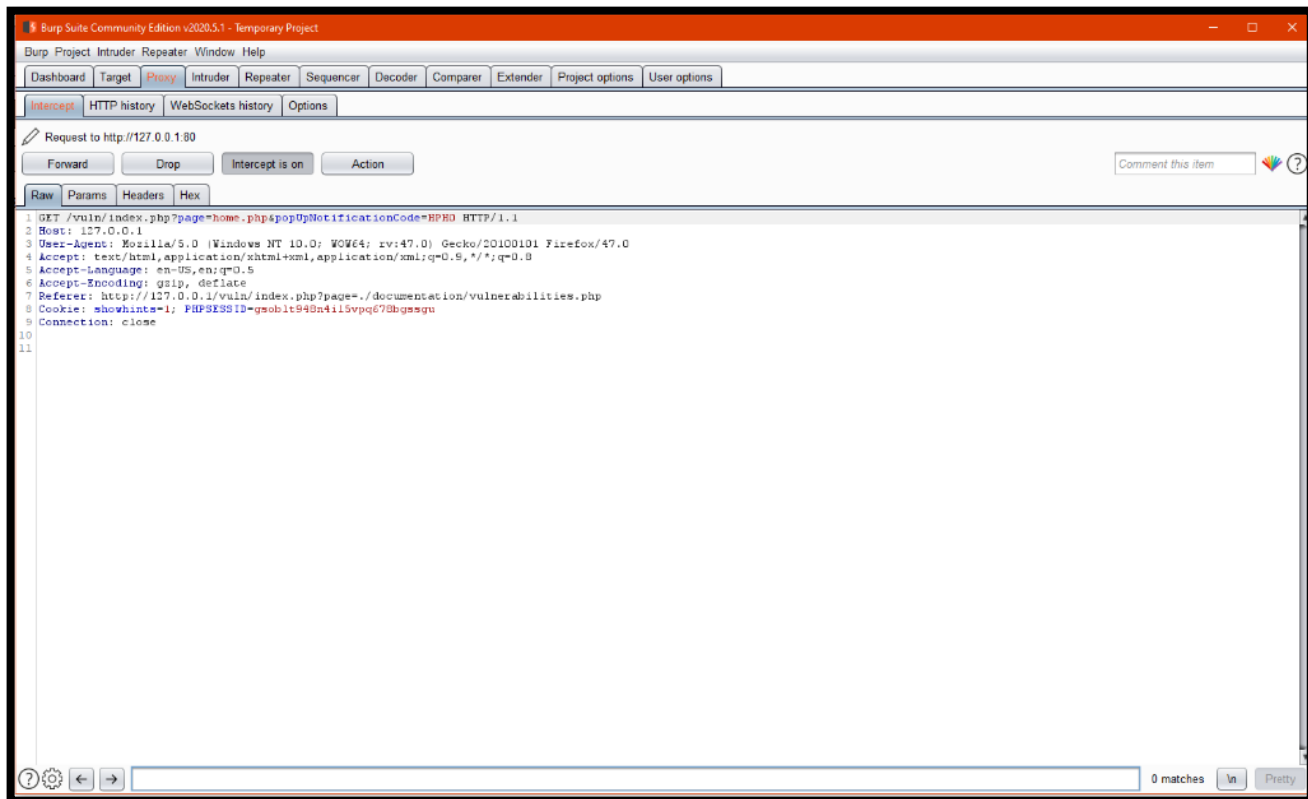 Burp Suite Community Edition v2020.5.1 - Temporary Project
Burp Project Intruder Repeater Window Help
Dashboard Target Proxy Intruder Repeater Sequencer Decoder Comparer Extender Project options User options
Intercept HTTP history WebSockets history Options
Request to http://127.0.0.1:80
Forward Drop Intercept is on Action Comment this item ?
Raw Params Headers Hex
1 GET /vuln/index.php?page=home.php&popUpNotificationCode=HPH0 HTTP/1.1
2 Host: 127.0.0.1
3 User-Agent: Mozilla/5.0 (Windows NT 10.0; WOW64; rv:47.0) Gecko/20100101 Firefox/47.0
4 Accept: text/html,application/xhtml+xml,application/xml;q=0.9,*/*;q=0.8
5 Accept-Language: en-US,en;q=0.5
6 Accept-Encoding: gzip, deflate
7 Referer: http://127.0.0.1/vuln/index.php?page=./documentation/vulnerabilities.php
8 Cookie: showhints=1; PHPSESSID=
9 Connection: close
10
11
? 0 matches \n Pretty